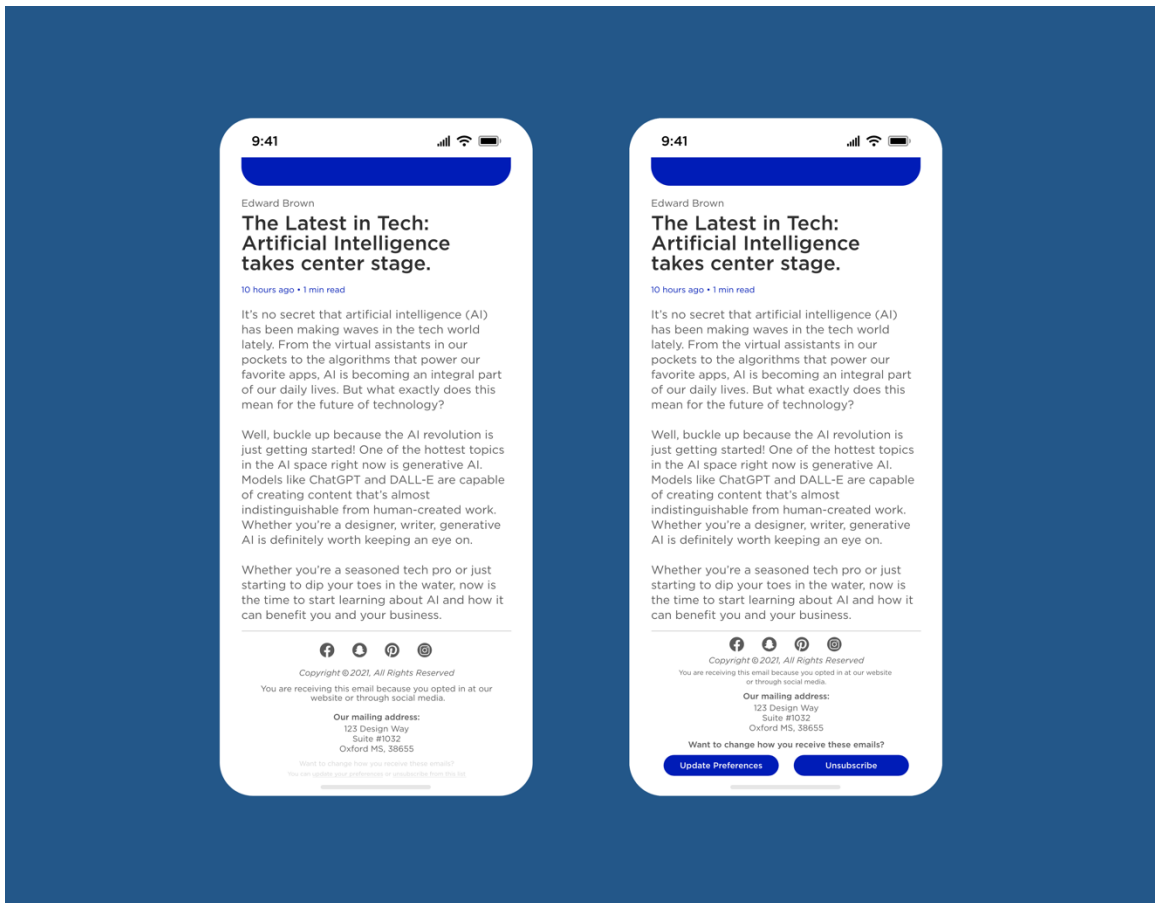 9:41
Edward Brown
The Latest in Tech:
Artificial Intelligence
takes center stage.
10 hours ago • 1 min read
It's no secret that artificial intelligence (AI)
has been making waves in the tech world
lately. From the virtual assistants in our
pockets to the algorithms that power our
favorite apps, AI is becoming an integral part
of our daily lives. But what exactly does this
mean for the future of technology?
Well, buckle up because the AI revolution is
just getting started! One of the hottest topics
in the AI space right now is generative AI.
Models like ChatGPT and DALL-E are capable
of creating content that's almost
indistinguishable from human-created work.
Whether you're a designer, writer, generative
AI is definitely worth keeping an eye on.
Whether you're a seasoned tech pro or just
starting to dip your toes in the water, now is
the time to start learning about AI and how it
can benefit you and your business.
Copyright © 2021, All Rights Reserved
You are receiving this email because you opted in at our
website or through social media.
Our mailing address:
123 Design Way
Suite #1032
Oxford MS, 38655
Want to change how you receive these emails?
You can update your preferences or unsubscribe from this list
9:41
Edward Brown
The Latest in Tech:
Artificial Intelligence
takes center stage.
10 hours ago • 1 min read
It's no secret that artificial intelligence (AI)
has been making waves in the tech world
lately. From the virtual assistants in our
pockets to the algorithms that power our
favorite apps, AI is becoming an integral part
of our daily lives. But what exactly does this
mean for the future of technology?
Well, buckle up because the AI revolution is
just getting started! One of the hottest topics
in the AI space right now is generative AI.
Models like ChatGPT and DALL-E are capable
of creating content that's almost
indistinguishable from human-created work.
Whether you're a designer, writer, generative
AI is definitely worth keeping an eye on.
Whether you're a seasoned tech pro or just
starting to dip your toes in the water, now is
the time to start learning about AI and how it
can benefit you and your business.
Copyright © 2021, All Rights Reserved
You are receiving this email because you opted in at our website
or through social media.
Our mailing address:
123 Design Way
Suite #1032
Oxford MS, 38655
Want to change how you receive these emails?
Update Preferences Unsubscribe